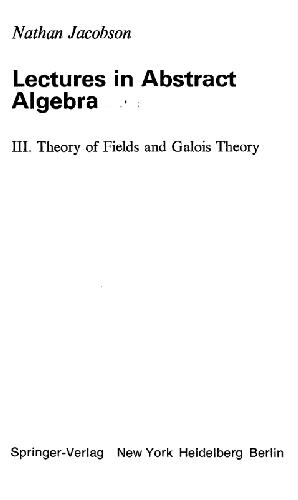 Nathan Jacobson
Lectures in Abstract
Algebra
III. Theory of Fields and Galois Theory
Springer-Verlag New York Heidelberg Berlin